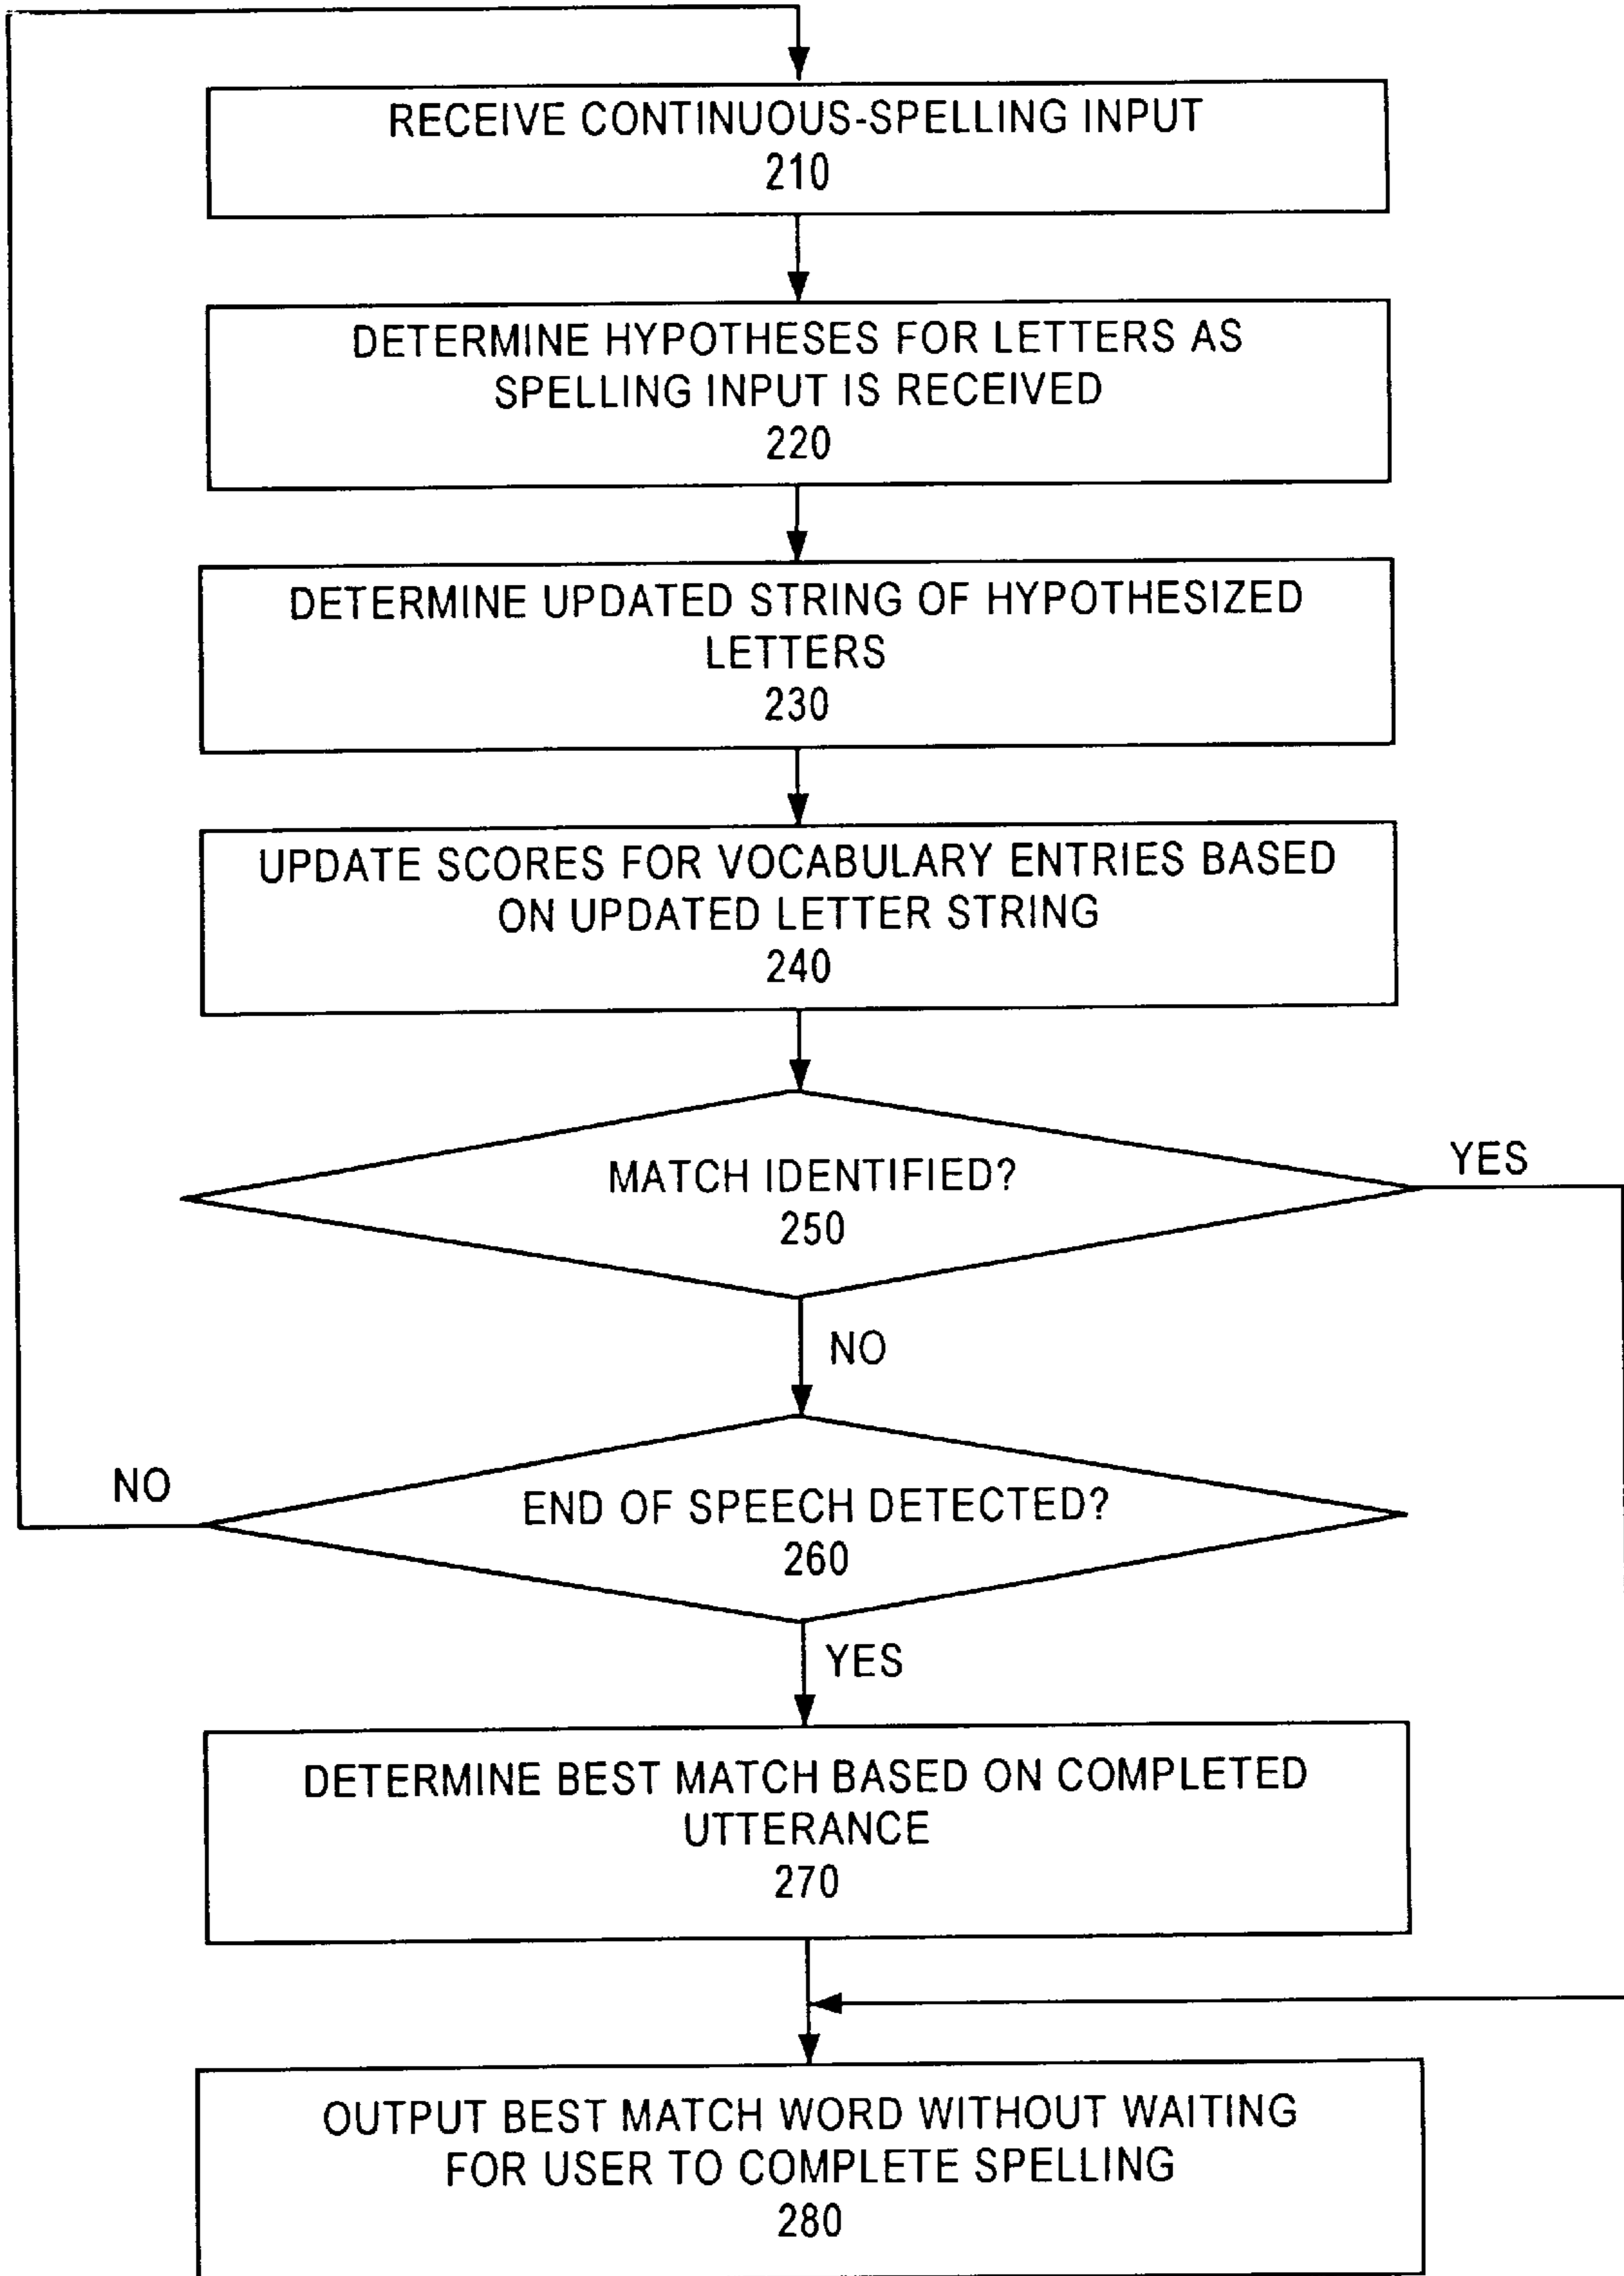 RECEIVE CONTINUOUS-SPELLING INPUT
210
DETERMINE HYPOTHESES FOR LETTERS AS
SPELLING INPUT IS RECEIVED
220
DETERMINE UPDATED STRING OF HYPOTHESIZED
LETTERS
230
UPDATE SCORES FOR VOCABULARY ENTRIES BASED
ON UPDATED LETTER STRING
240
MATCH IDENTIFIED?
250
YES
NO
END OF SPEECH DETECTED?
260
NO
YES
DETERMINE BEST MATCH BASED ON COMPLETED
UTTERANCE
270
OUTPUT BEST MATCH WORD WITHOUT WAITING
FOR USER TO COMPLETE SPELLING
280